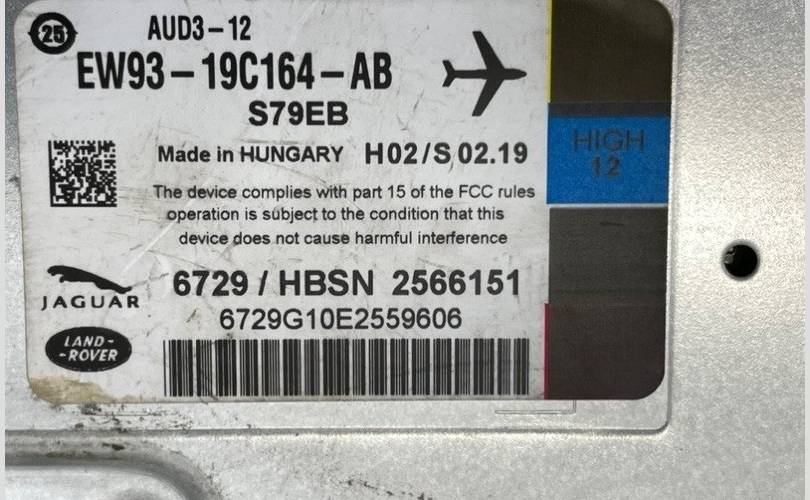 25
AUD3-12
EW93-19C164-AB
S79EB
Made in HUNGARY H02/S 02.19
HIGH
12
The device complies with part 15 of the FCC rules
operation is subject to the condition that this
device does not cause harmful interference
6729 / HBSN 2566151
JAGUAR
6729G10E2559606
LAND-
-ROVER